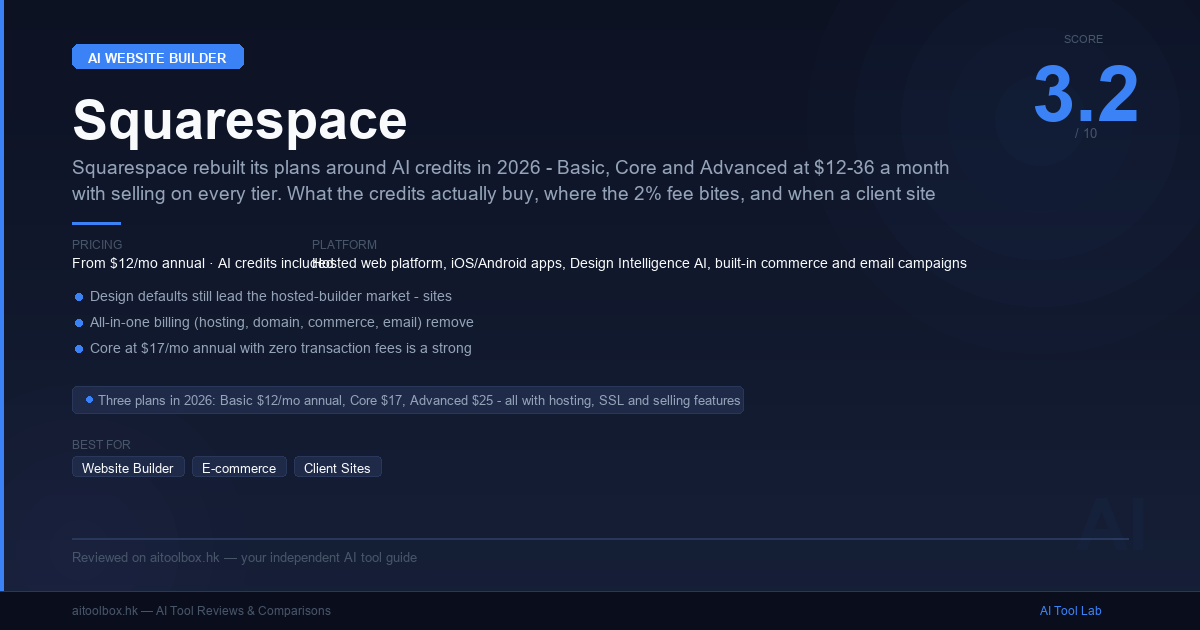 AI WEBSITE BUILDER
SCORE
3.2
/ 10
Squarespace
Squarespace rebuilt its plans around AI credits in 2026 - Basic, Core and Advanced at $12-36 a month
with selling on every tier. What the credits actually buy, where the 2% fee bites, and when a client site
PRICING
PLATFORM
From $12/mo annual · AI credits included
Hosted web platform, iOS/Android apps, Design Intelligence AI, built-in commerce and email campaigns
Design defaults still lead the hosted-builder market - sites
All-in-one billing (hosting, domain, commerce, email) remove
Core at $17/mo annual with zero transaction fees is a strong
Three plans in 2026: Basic $12/mo annual, Core $17, Advanced $25 - all with hosting, SSL and selling features
BEST FOR
Website Builder
E-commerce
Client Sites
AI
Reviewed on aitoolbox.hk — your independent AI tool guide
aitoolbox.hk — AI Tool Reviews & Comparisons
AI Tool Lab